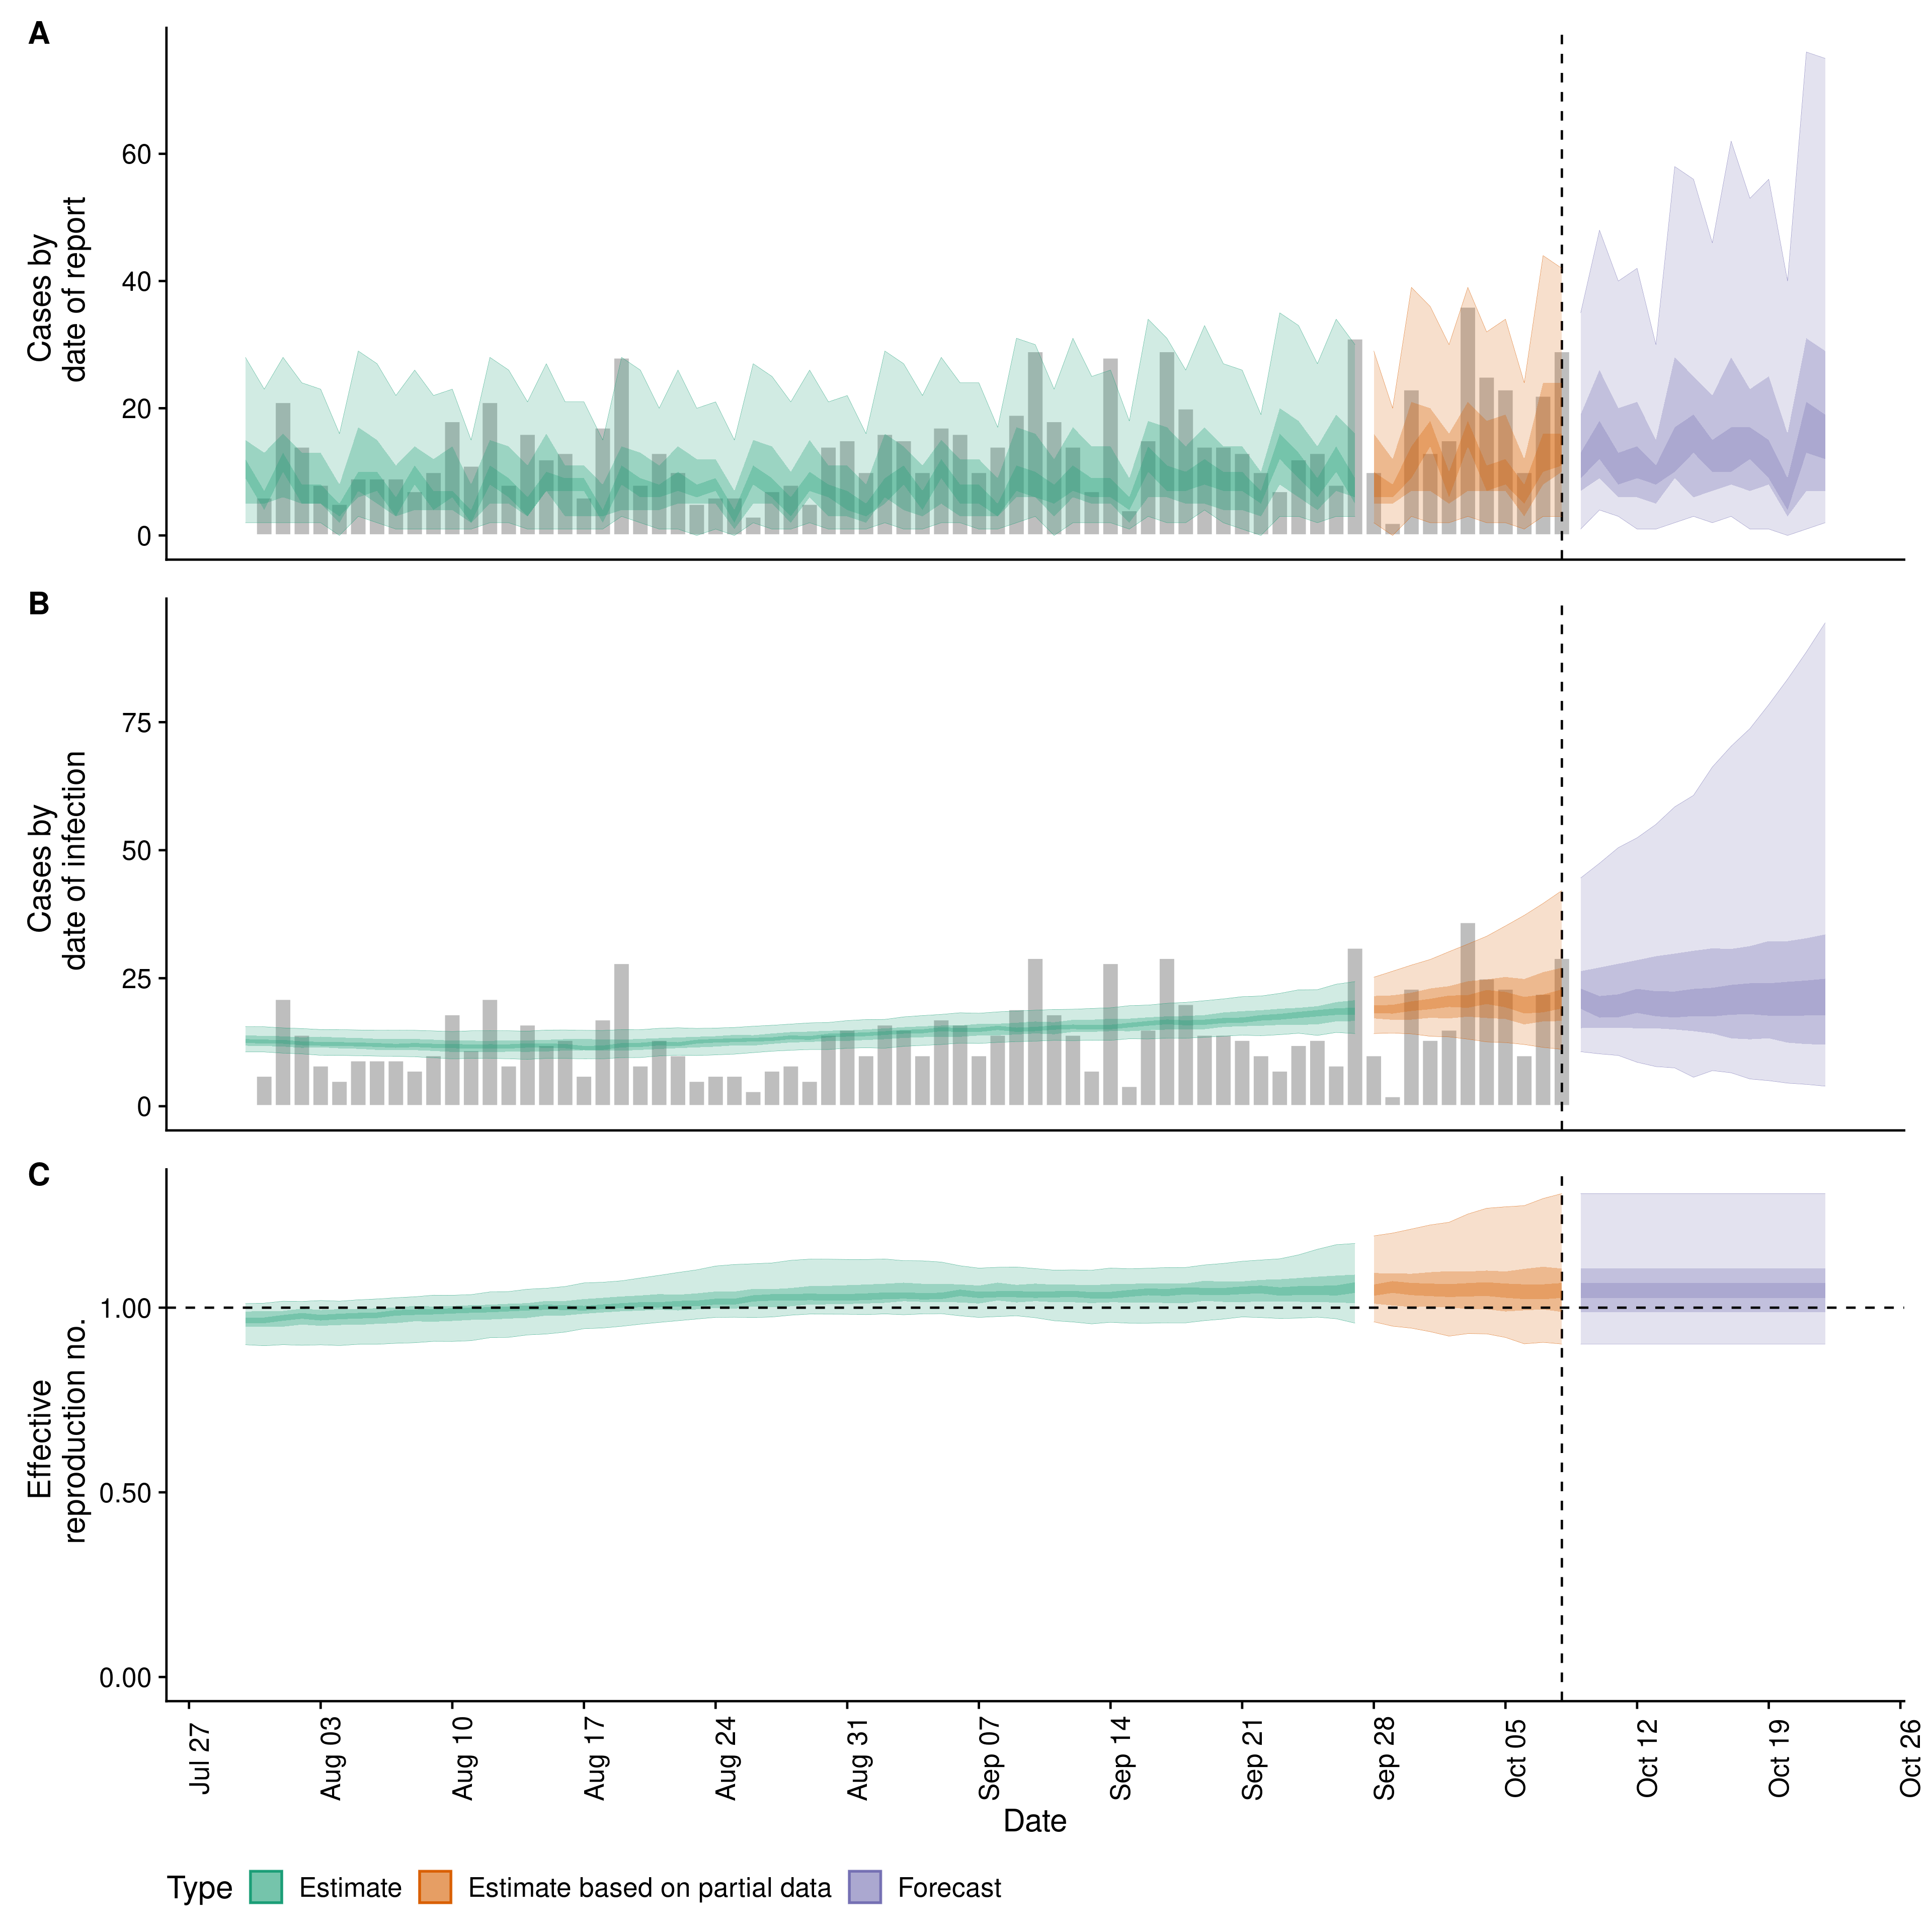 A
Cases by
date of report
60
40
20
0
B
Cases by
date of infection
75
50
25
0
C
Effective
reproduction no.
1.00
0.50
0.00
Jul 27
Aug 03
Aug 10
Aug 17
Aug 24
Aug 31
Sep 07
Sep 14
Sep 21
Sep 28
Oct 05
Oct 12
Oct 19
Oct 26
Date
Type Estimate Estimate based on partial data Forecast